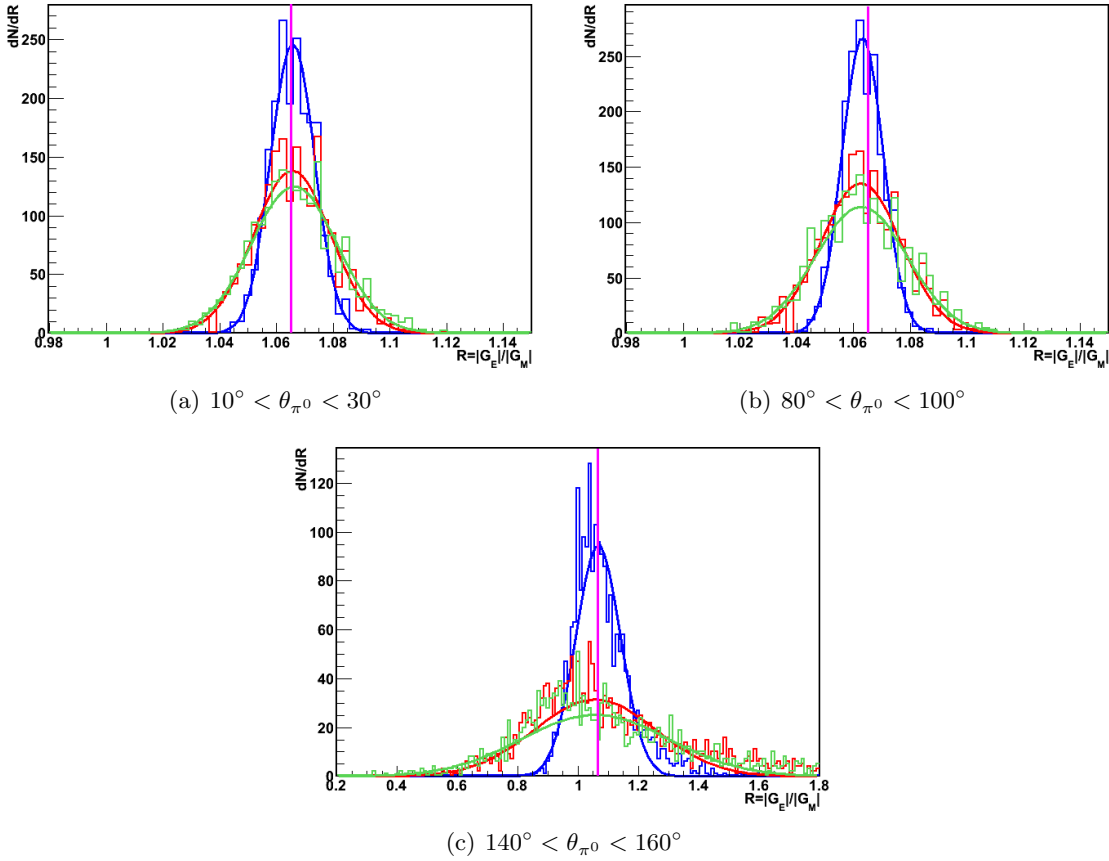 dN/dR
250
200
150
100
50
0
0.98 1 1.02 1.04 1.06 1.08 1.1 1.12 1.14
R=|G_E|/|G_M|
(a) 10° < θ_π⁰ < 30°
dN/dR
250
200
150
100
50
0
0.98 1 1.02 1.04 1.06 1.08 1.1 1.12 1.14
R=|G_E|/|G_M|
(b) 80° < θ_π⁰ < 100°
dN/dR
120
100
80
60
40
20
0
0.2 0.4 0.6 0.8 1 1.2 1.4 1.6 1.8
R=|G_E|/|G_M|
(c) 140° < θ_π⁰ < 160°